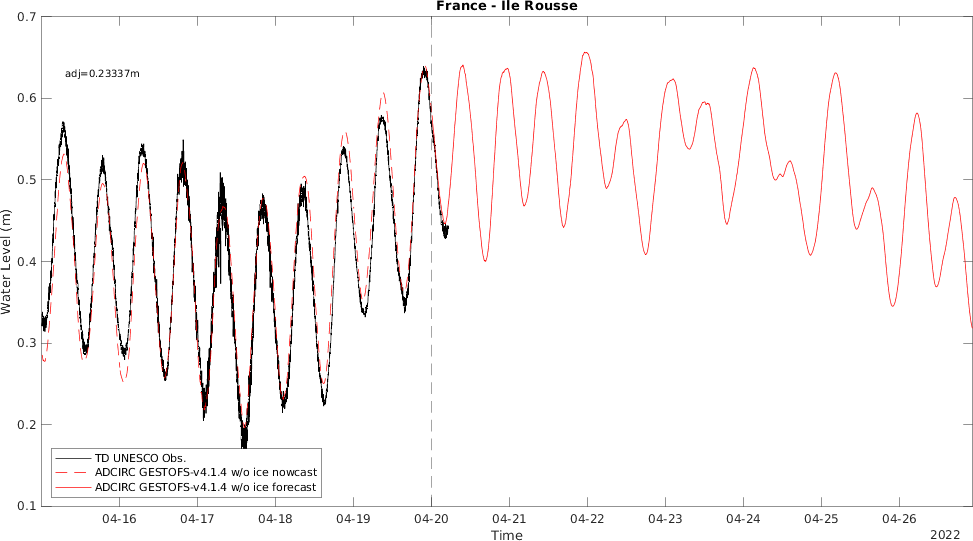 France - Ile Rousse
adj=0.23337m
Water Level (m)
0.7
0.6
0.5
0.4
0.3
0.2
0.1
TD UNESCO Obs.
ADCIRC GESTOFS-v4.1.4 w/o ice nowcast
ADCIRC GESTOFS-v4.1.4 w/o ice forecast
04-16 04-17 04-18 04-19 04-20 04-21 04-22 04-23 04-24 04-25 04-26
Time
2022